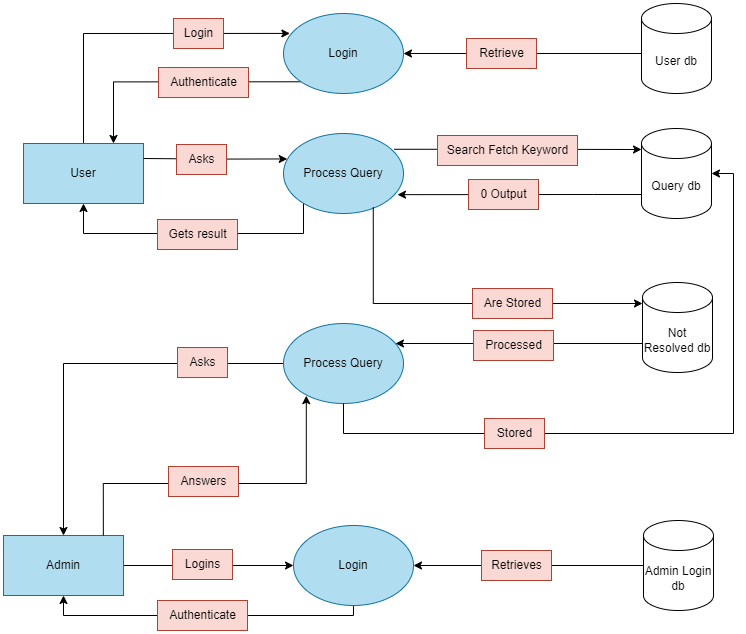 Login
Login
Retrieve
User db
Authenticate
User
Asks
Process Query
Search Fetch Keyword
Query db
0 Output
Gets result
Are Stored
Not
Resolved db
Processed
Asks
Process Query
Stored
Answers
Admin
Logins
Login
Retrieves
Admin Login
db
Authenticate